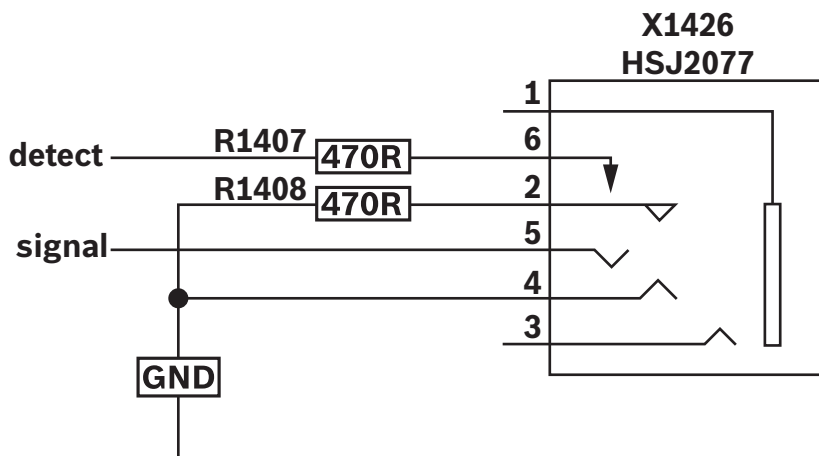 X1426
HSJ2077
1
R1407
470R
6
detect
R1408
470R
2
signal
5
4
3
GND